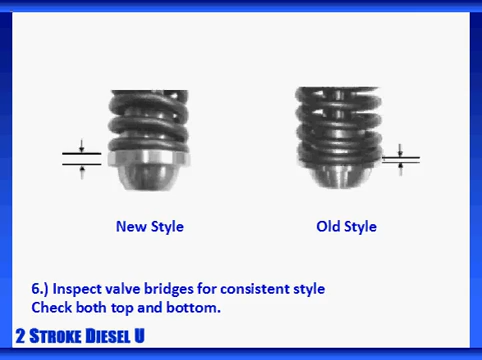 New Style
Old Style
6.) Inspect valve bridges for consistent style
Check both top and bottom.
2 STROKE DIESEL U